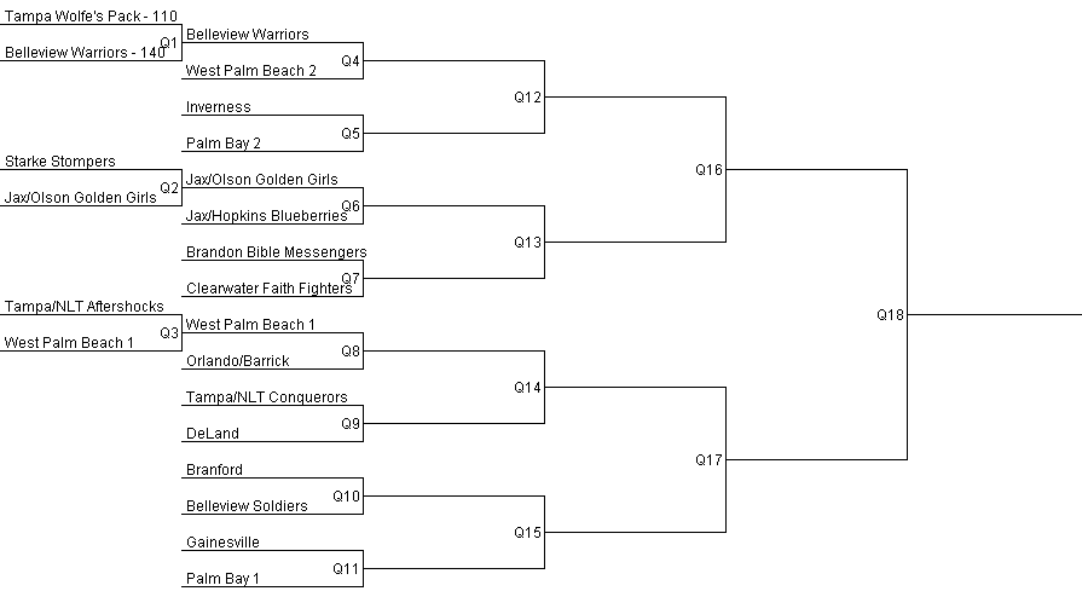 Tampa Wolfe's Pack - 110
Q1
Belleview Warriors - 140
Belleview Warriors
Q4
West Palm Beach 2
Q12
Inverness
Q5
Palm Bay 2
Q16
Starke Stompers
Q2
Jax/Olson Golden Girls
Jax/Olson Golden Girls
Q6
Jax/Hopkins Blueberries
Q13
Brandon Bible Messengers
Q7
Clearwater Faith Fighters
Q18
Tampa/NLT Aftershocks
Q3
West Palm Beach 1
West Palm Beach 1
Q8
Orlando/Barrick
Q14
Tampa/NLT Conquerors
Q9
DeLand
Q17
Branford
Q10
Belleview Soldiers
Q15
Gainesville
Q11
Palm Bay 1